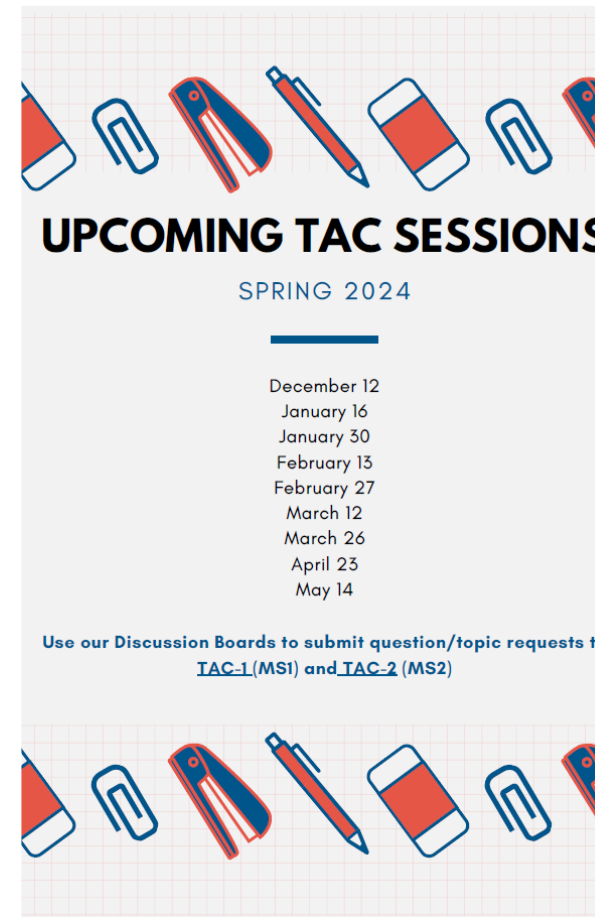 UPCOMING TAC SESSIONS
SPRING 2024
December 12
January 16
January 30
February 13
February 27
March 12
March 26
April 23
May 14
Use our Discussion Boards to submit question/topic requests t
TAC-1 (MS1) and TAC-2 (MS2)